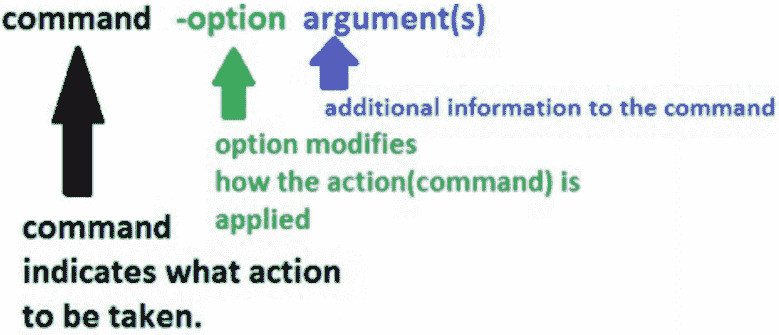 command -option argument(s)
additional information to the command
option modifies
how the action(command) is
applied
command
indicates what action
to be taken.